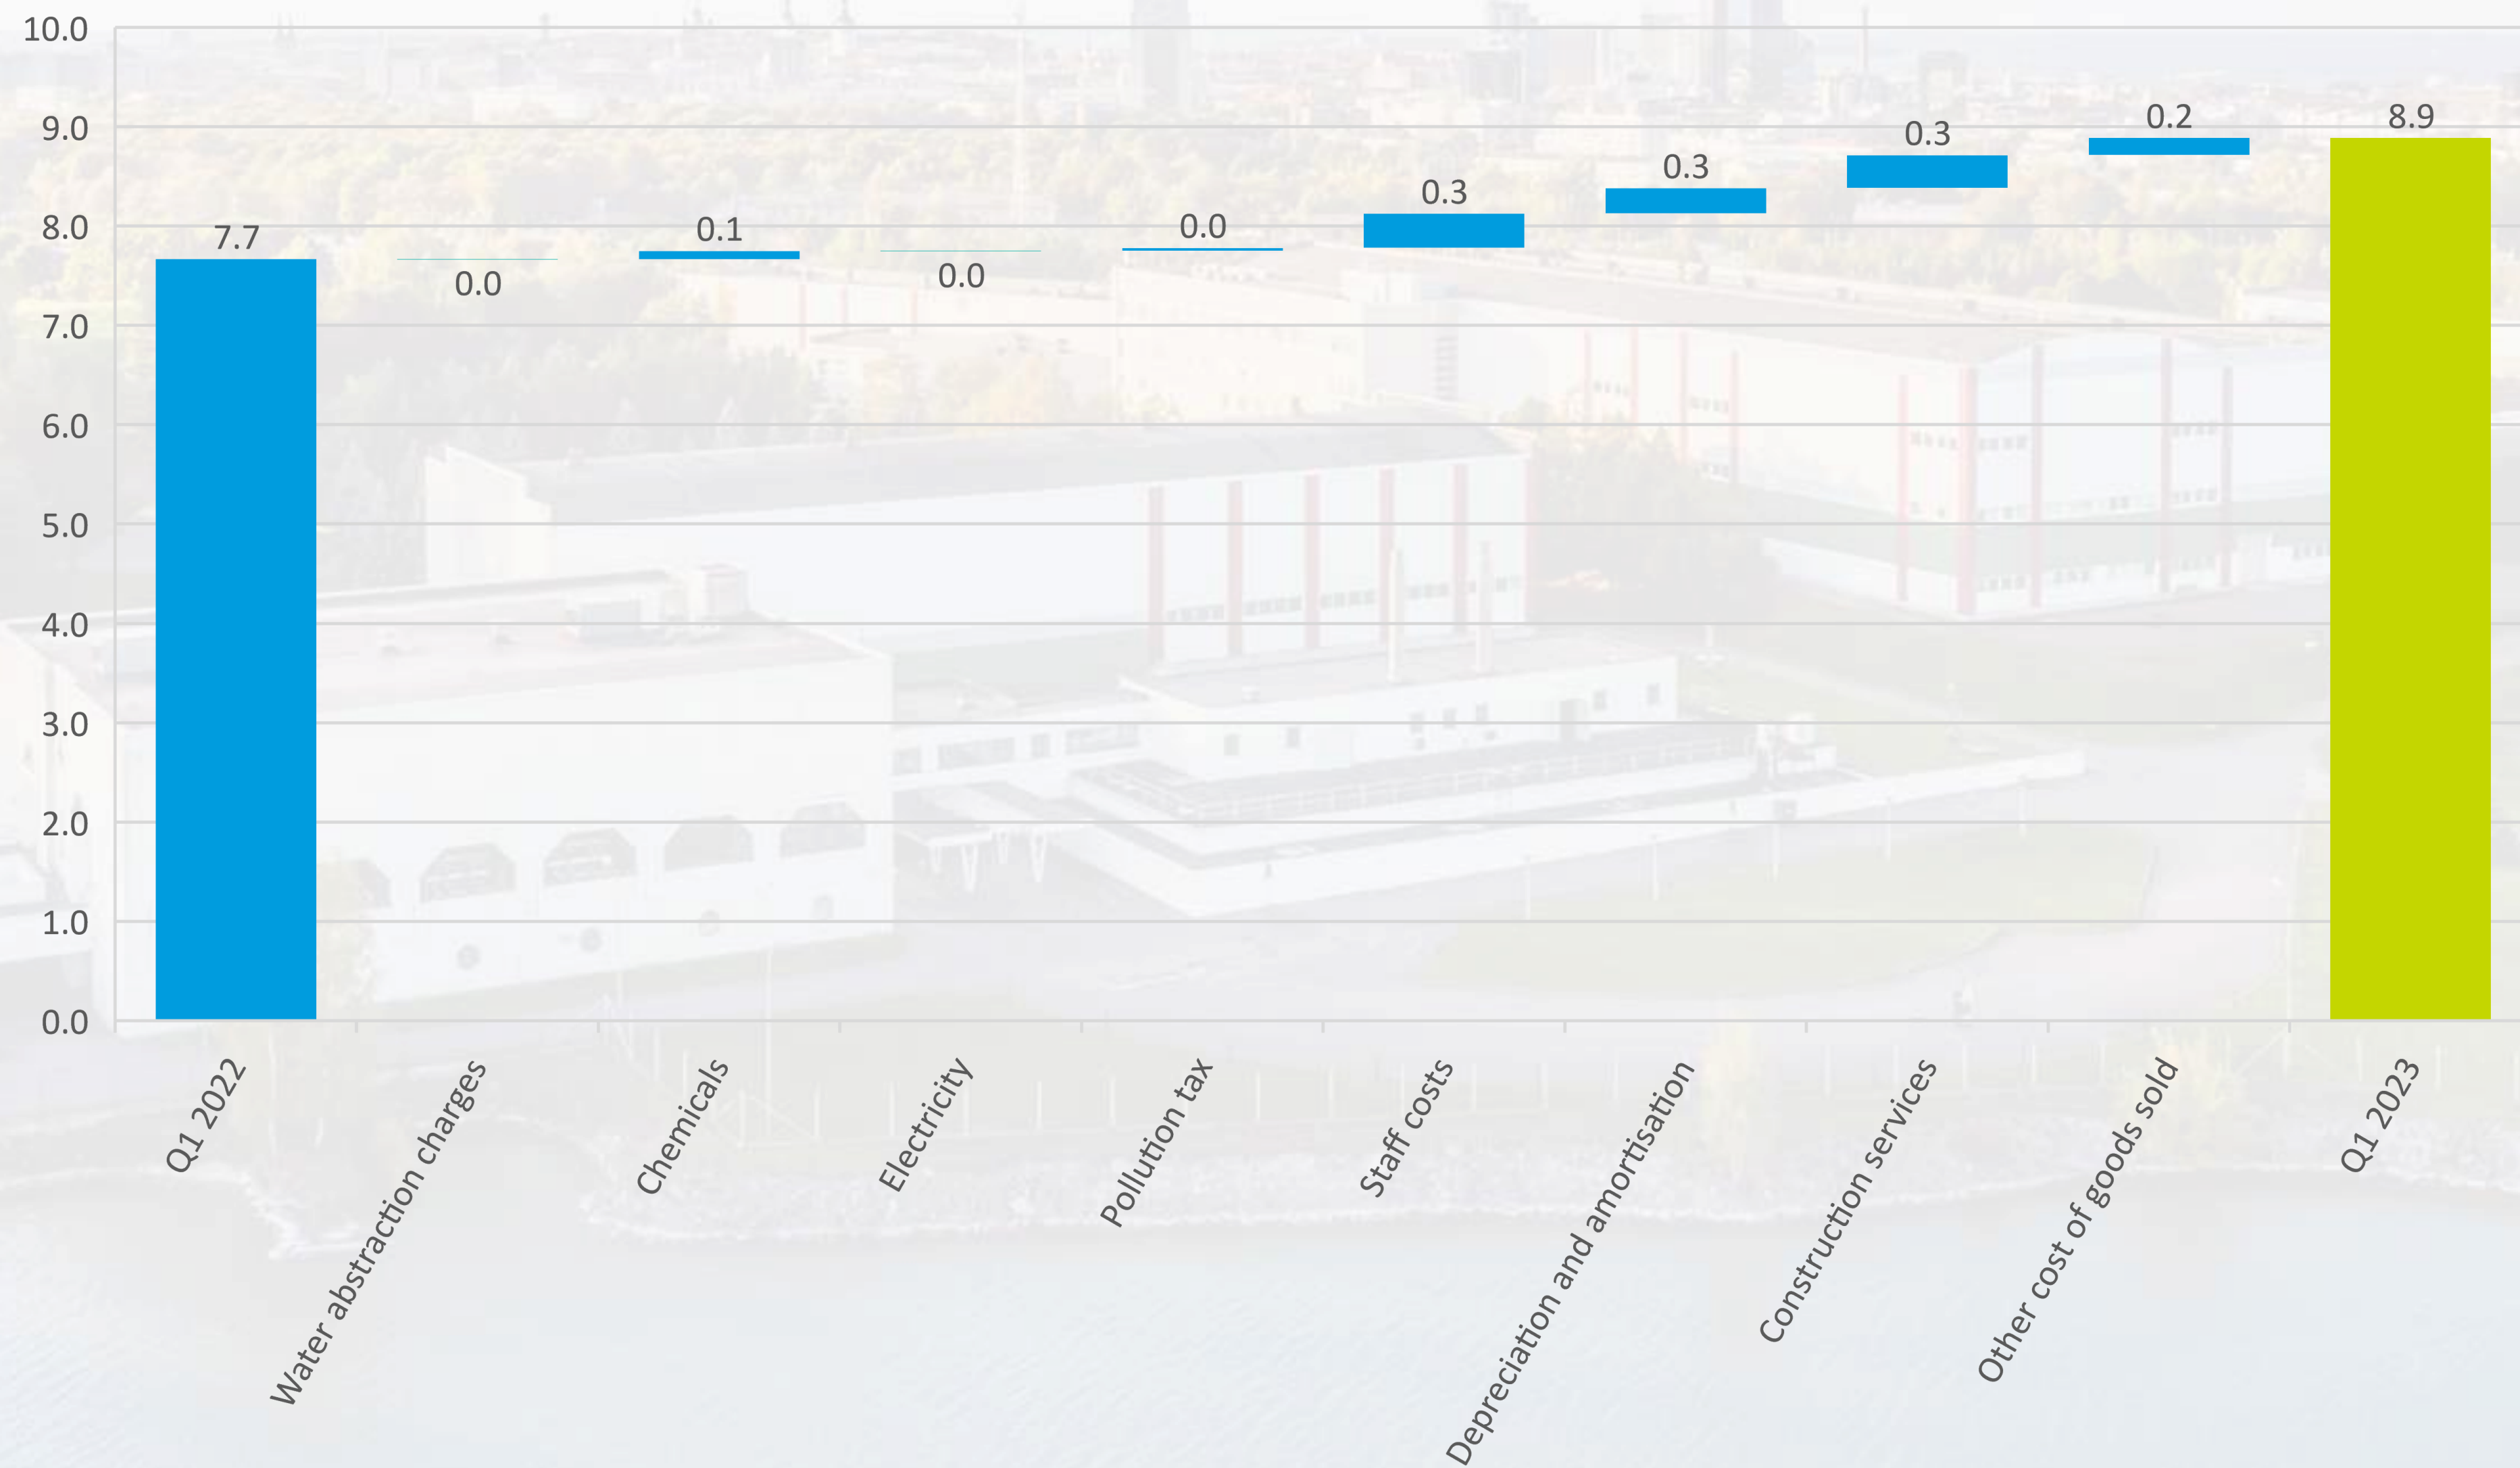 10.0
9.0
8.0
7.0
6.0
5.0
4.0
3.0
2.0
1.0
0.0
7.7
0.0
0.1
0.0
0.0
0.3
0.3
0.3
0.2
8.9
Q1 2022
Water abstraction charges
Chemicals
Electricity
Pollution tax
Staff costs
Depreciation and amortisation
Construction services
Other cost of goods sold
Q1 2023